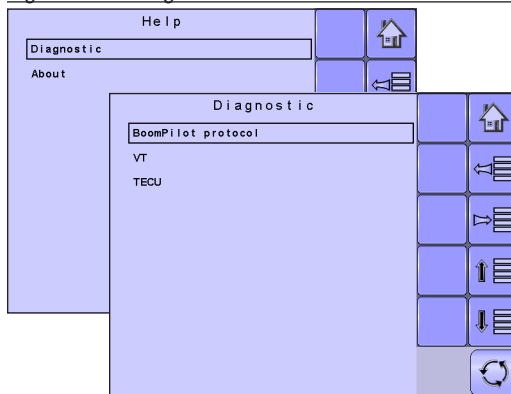 Help
Diagnostic
About
Diagnostic
BoomPilot protocol
VT
TECU